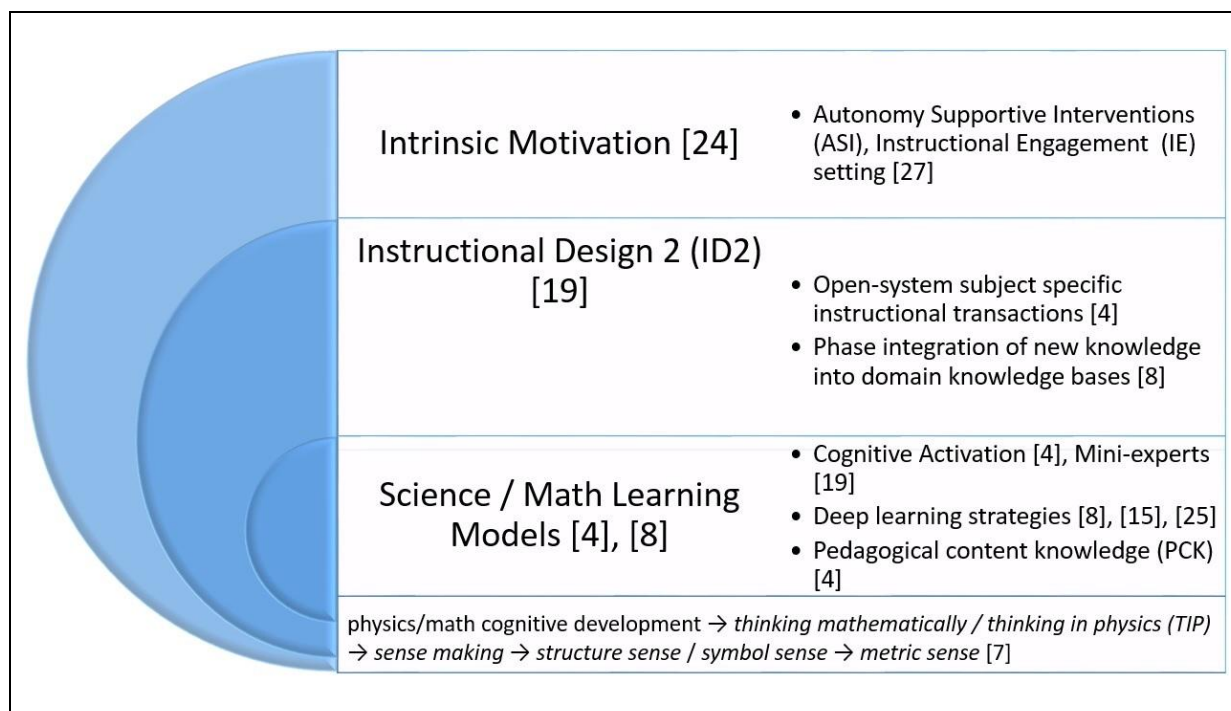 Intrinsic Motivation [24]
• Autonomy Supportive Interventions
(ASI), Instructional Engagement  (IE)
setting [27]
Instructional Design 2 (ID2)
[19]
• Open-system subject specific
instructional transactions [4]
• Phase integration of new knowledge
into domain knowledge bases [8]
Science / Math Learning
Models [4], [8]
• Cognitive Activation [4], Mini-experts
[19]
• Deep learning strategies [8], [15], [25]
• Pedagogical content knowledge (PCK)
[4]
physics/math cognitive development → thinking mathematically / thinking in physics (TIP)
→ sense making → structure sense / symbol sense → metric sense [7]